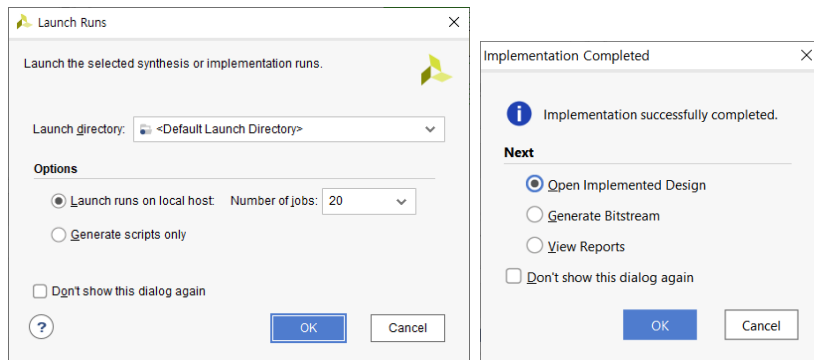 Launch Runs
Launch the selected synthesis or implementation runs.
Launch directory: <Default Launch Directory>
Options
Launch runs on local host: Number of jobs: 20
Generate scripts only
Don't show this dialog again
?
OK Cancel
Implementation Completed
Implementation successfully completed.
Next
Open Implemented Design
Generate Bitstream
View Reports
Don't show this dialog again
OK Cancel